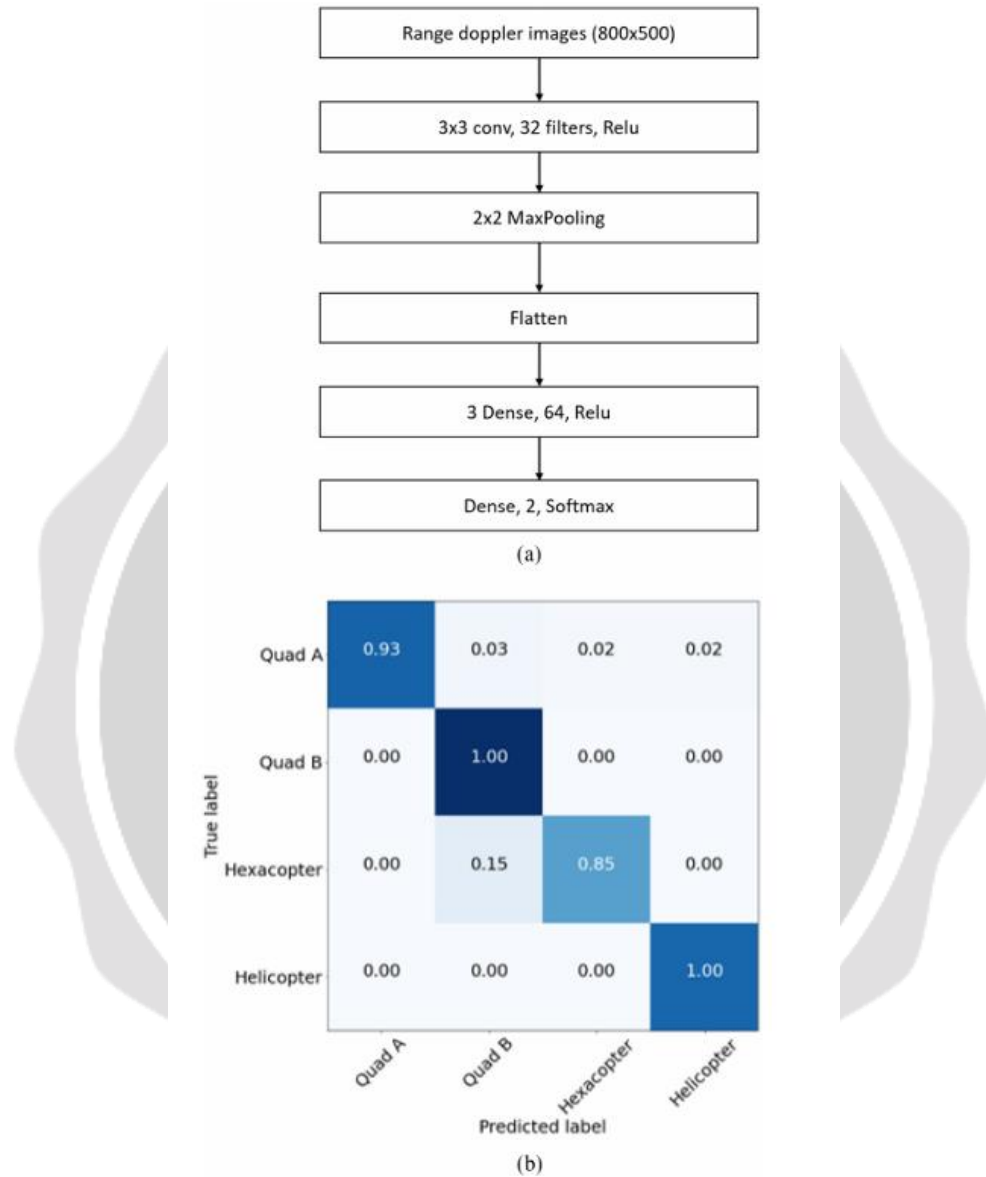 Range doppler images (800x500)
3x3 conv, 32 filters, Relu
2x2 MaxPooling
Flatten
3 Dense, 64, Relu
Dense, 2, Softmax
(a)
True label
Quad A 0.93 0.03 0.02 0.02
Quad B 0.00 1.00 0.00 0.00
Hexacopter 0.00 0.15 0.85 0.00
Helicopter 0.00 0.00 0.00 1.00
Quad A Quad B Hexacopter Helicopter
Predicted label
(b)